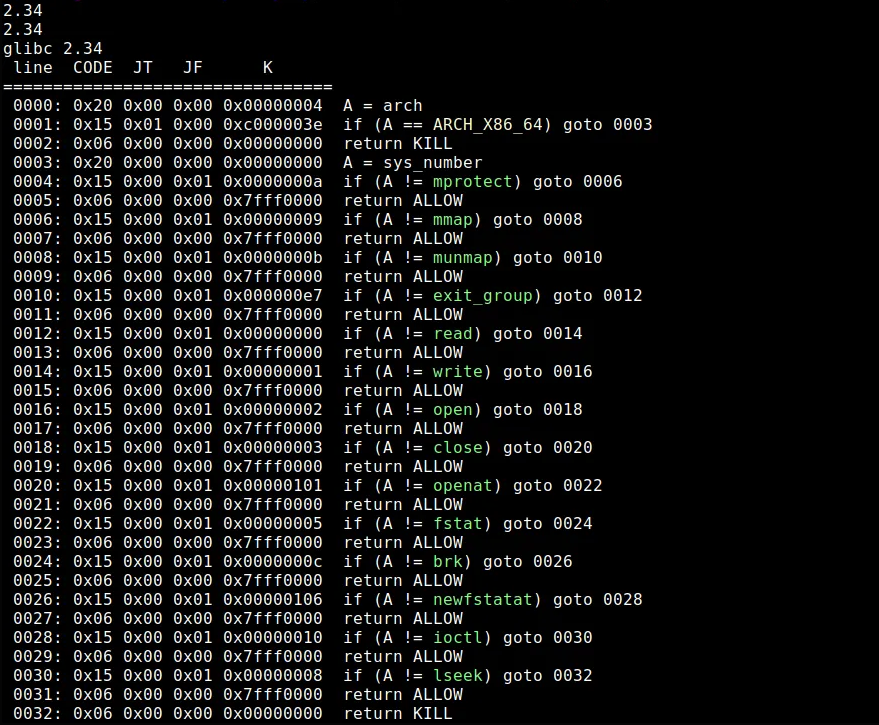 2.34
2.34
glibc 2.34
line CODE JT JF K
=================================
0000: 0x20 0x00 0x00 0x00000004 A = arch
0001: 0x15 0x01 0x00 0xc000003e if (A == ARCH_X86_64) goto 0003
0002: 0x06 0x00 0x00 0x00000000 return KILL
0003: 0x20 0x00 0x00 0x00000000 A = sys_number
0004: 0x15 0x00 0x01 0x0000000a if (A != mprotect) goto 0006
0005: 0x06 0x00 0x00 0x7fff0000 return ALLOW
0006: 0x15 0x00 0x01 0x00000009 if (A != mmap) goto 0008
0007: 0x06 0x00 0x00 0x7fff0000 return ALLOW
0008: 0x15 0x00 0x01 0x0000000b if (A != munmap) goto 0010
0009: 0x06 0x00 0x00 0x7fff0000 return ALLOW
0010: 0x15 0x00 0x01 0x000000e7 if (A != exit_group) goto 0012
0011: 0x06 0x00 0x00 0x7fff0000 return ALLOW
0012: 0x15 0x00 0x01 0x00000000 if (A != read) goto 0014
0013: 0x06 0x00 0x00 0x7fff0000 return ALLOW
0014: 0x15 0x00 0x01 0x00000001 if (A != write) goto 0016
0015: 0x06 0x00 0x00 0x7fff0000 return ALLOW
0016: 0x15 0x00 0x01 0x00000002 if (A != open) goto 0018
0017: 0x06 0x00 0x00 0x7fff0000 return ALLOW
0018: 0x15 0x00 0x01 0x00000003 if (A != close) goto 0020
0019: 0x06 0x00 0x00 0x7fff0000 return ALLOW
0020: 0x15 0x00 0x01 0x00000101 if (A != openat) goto 0022
0021: 0x06 0x00 0x00 0x7fff0000 return ALLOW
0022: 0x15 0x00 0x01 0x00000005 if (A != fstat) goto 0024
0023: 0x06 0x00 0x00 0x7fff0000 return ALLOW
0024: 0x15 0x00 0x01 0x0000000c if (A != brk) goto 0026
0025: 0x06 0x00 0x00 0x7fff0000 return ALLOW
0026: 0x15 0x00 0x01 0x00000106 if (A != newfstatat) goto 0028
0027: 0x06 0x00 0x00 0x7fff0000 return ALLOW
0028: 0x15 0x00 0x01 0x00000010 if (A != ioctl) goto 0030
0029: 0x06 0x00 0x00 0x7fff0000 return ALLOW
0030: 0x15 0x00 0x01 0x00000008 if (A != lseek) goto 0032
0031: 0x06 0x00 0x00 0x7fff0000 return ALLOW
0032: 0x06 0x00 0x00 0x00000000 return KILL